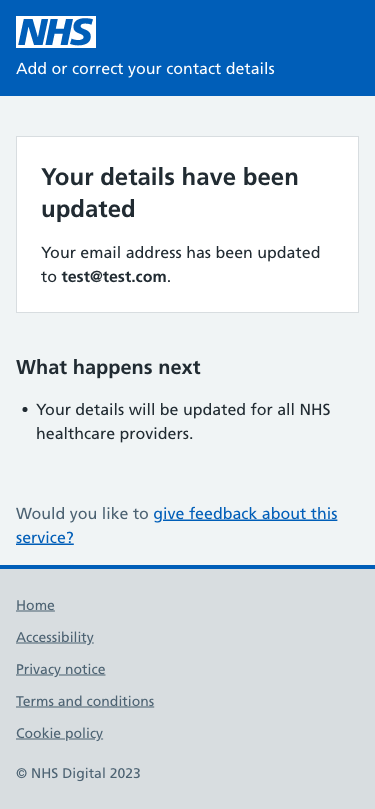 NHS
Add or correct your contact details
Your details have been
updated
Your email address has been updated
to test@test.com.
What happens next
• Your details will be updated for all NHS
healthcare providers.
Would you like to give feedback about this
service?
Home
Accessibility
Privacy notice
Terms and conditions
Cookie policy
© NHS Digital 2023